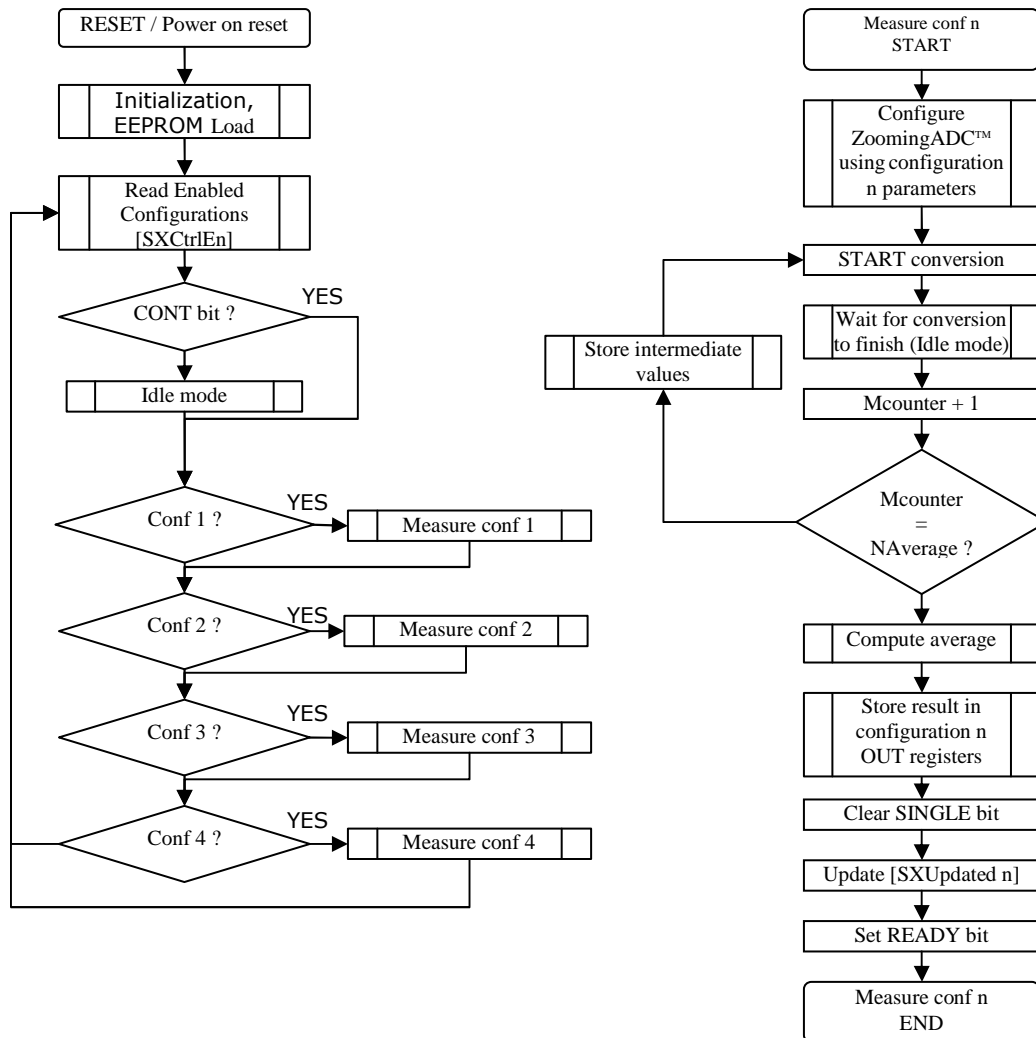 RESET / Power on reset
Initialization,
EEPROM Load
Read Enabled
Configurations
[SXCtrlEn]
CONT bit ?
YES
Idle mode
Conf 1 ?
YES
Measure conf 1
Conf 2 ?
YES
Measure conf 2
Conf 3 ?
YES
Measure conf 3
Conf 4 ?
YES
Measure conf 4
Measure conf n
START
Configure
ZoomingADC™
using configuration
n parameters
START conversion
Wait for conversion
to finish (Idle mode)
Store intermediate
values
Mcounter + 1
Mcounter
=
NAverage ?
Compute average
Store result in
configuration n
OUT registers
Clear SINGLE bit
Update [SXUpdated n]
Set READY bit
Measure conf n
END